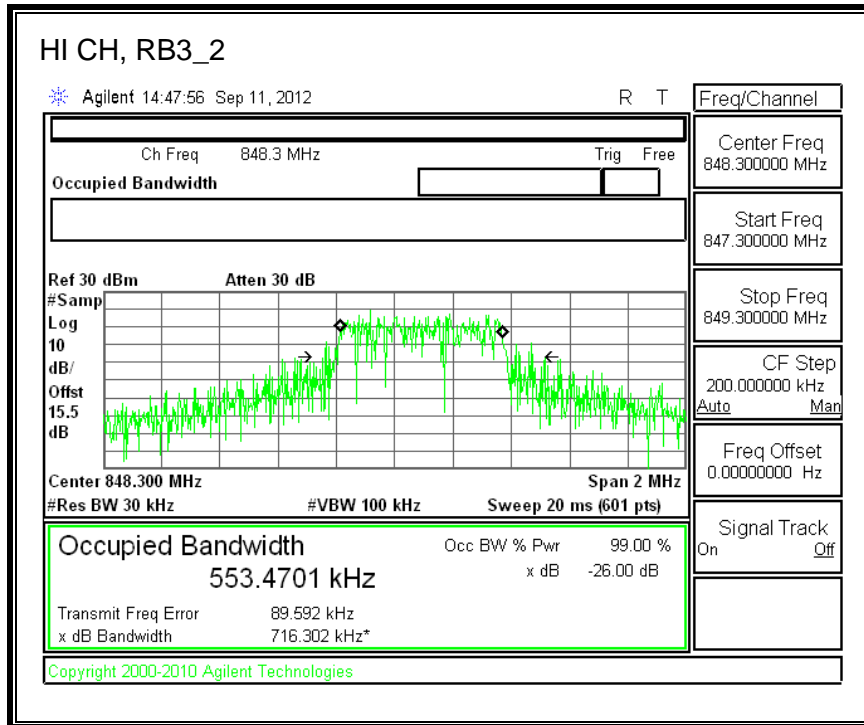 HI CH, RB3_2
Agilent 14:47:56 Sep 11, 2012 R T
Ch Freq 848.3 MHz Trig Free
Occupied Bandwidth
Ref 30 dBm Atten 30 dB
#Samp
Log
10
dB/
Offst
15.5
dB
Center 848.300 MHz Span 2 MHz
#Res BW 30 kHz #VBW 100 kHz Sweep 20 ms (601 pts)
Occupied Bandwidth Occ BW % Pwr 99.00 %
553.4701 kHz x dB -26.00 dB
Transmit Freq Error 89.592 kHz
x dB Bandwidth 716.302 kHz*
Copyright 2000-2010 Agilent Technologies
Freq/Channel
Center Freq
848.300000 MHz
Start Freq
847.300000 MHz
Stop Freq
849.300000 MHz
CF Step
200.000000 kHz
Auto Man
Freq Offset
0.00000000 Hz
Signal Track
On Off